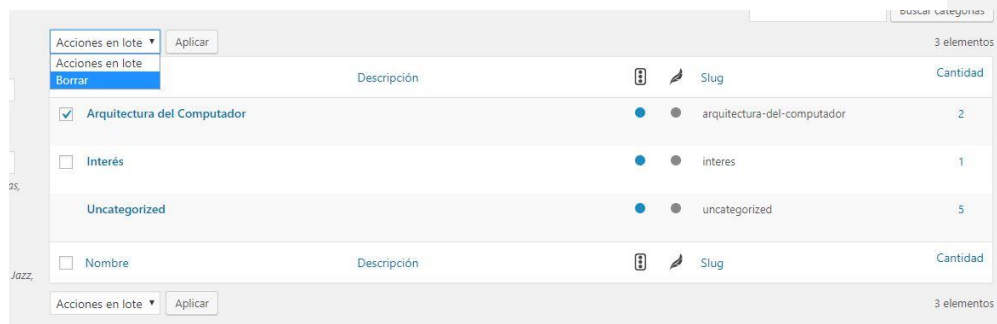 Buscar categorías
Acciones en lote Aplicar 3 elementos
Acciones en lote
Borrar
Descripción Slug Cantidad
Arquitectura del Computador arquitectura-del-computador 2
Interés interes 1
as,
Uncategorized uncategorized 5
Nombre Descripción Slug Cantidad
Jazz,
Acciones en lote Aplicar 3 elementos